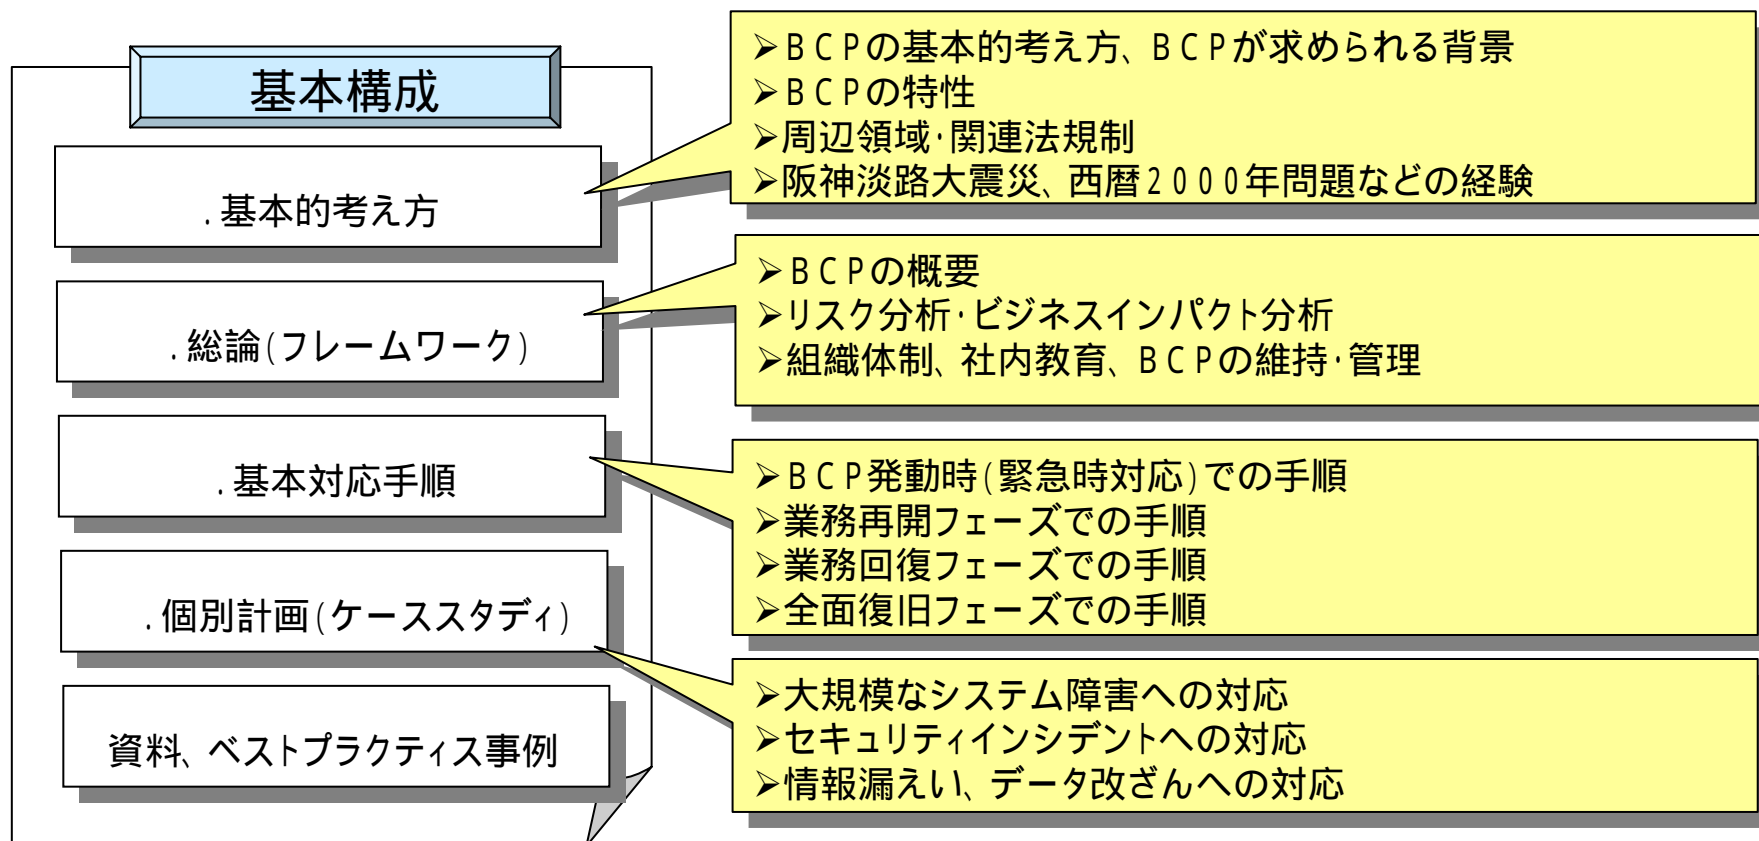 基本構成
.基本的考え方
➢BCPの基本的考え方、BCPが求められる背景
➢BCPの特性
➢周辺領域・関連法規制
➢阪神淡路大震災、西暦2000年問題などの経験
.総論(フレームワーク)
➢BCPの概要
➢リスク分析・ビジネスインパクト分析
➢組織体制、社内教育、BCPの維持・管理
.基本対応手順
➢BCP発動時(緊急時対応)での手順
➢業務再開フェーズでの手順
➢業務回復フェーズでの手順
➢全面復旧フェーズでの手順
.個別計画(ケーススタディ)
➢大規模なシステム障害への対応
➢セキュリティインシデントへの対応
➢情報漏えい、データ改ざんへの対応
資料、ベストプラクティス事例